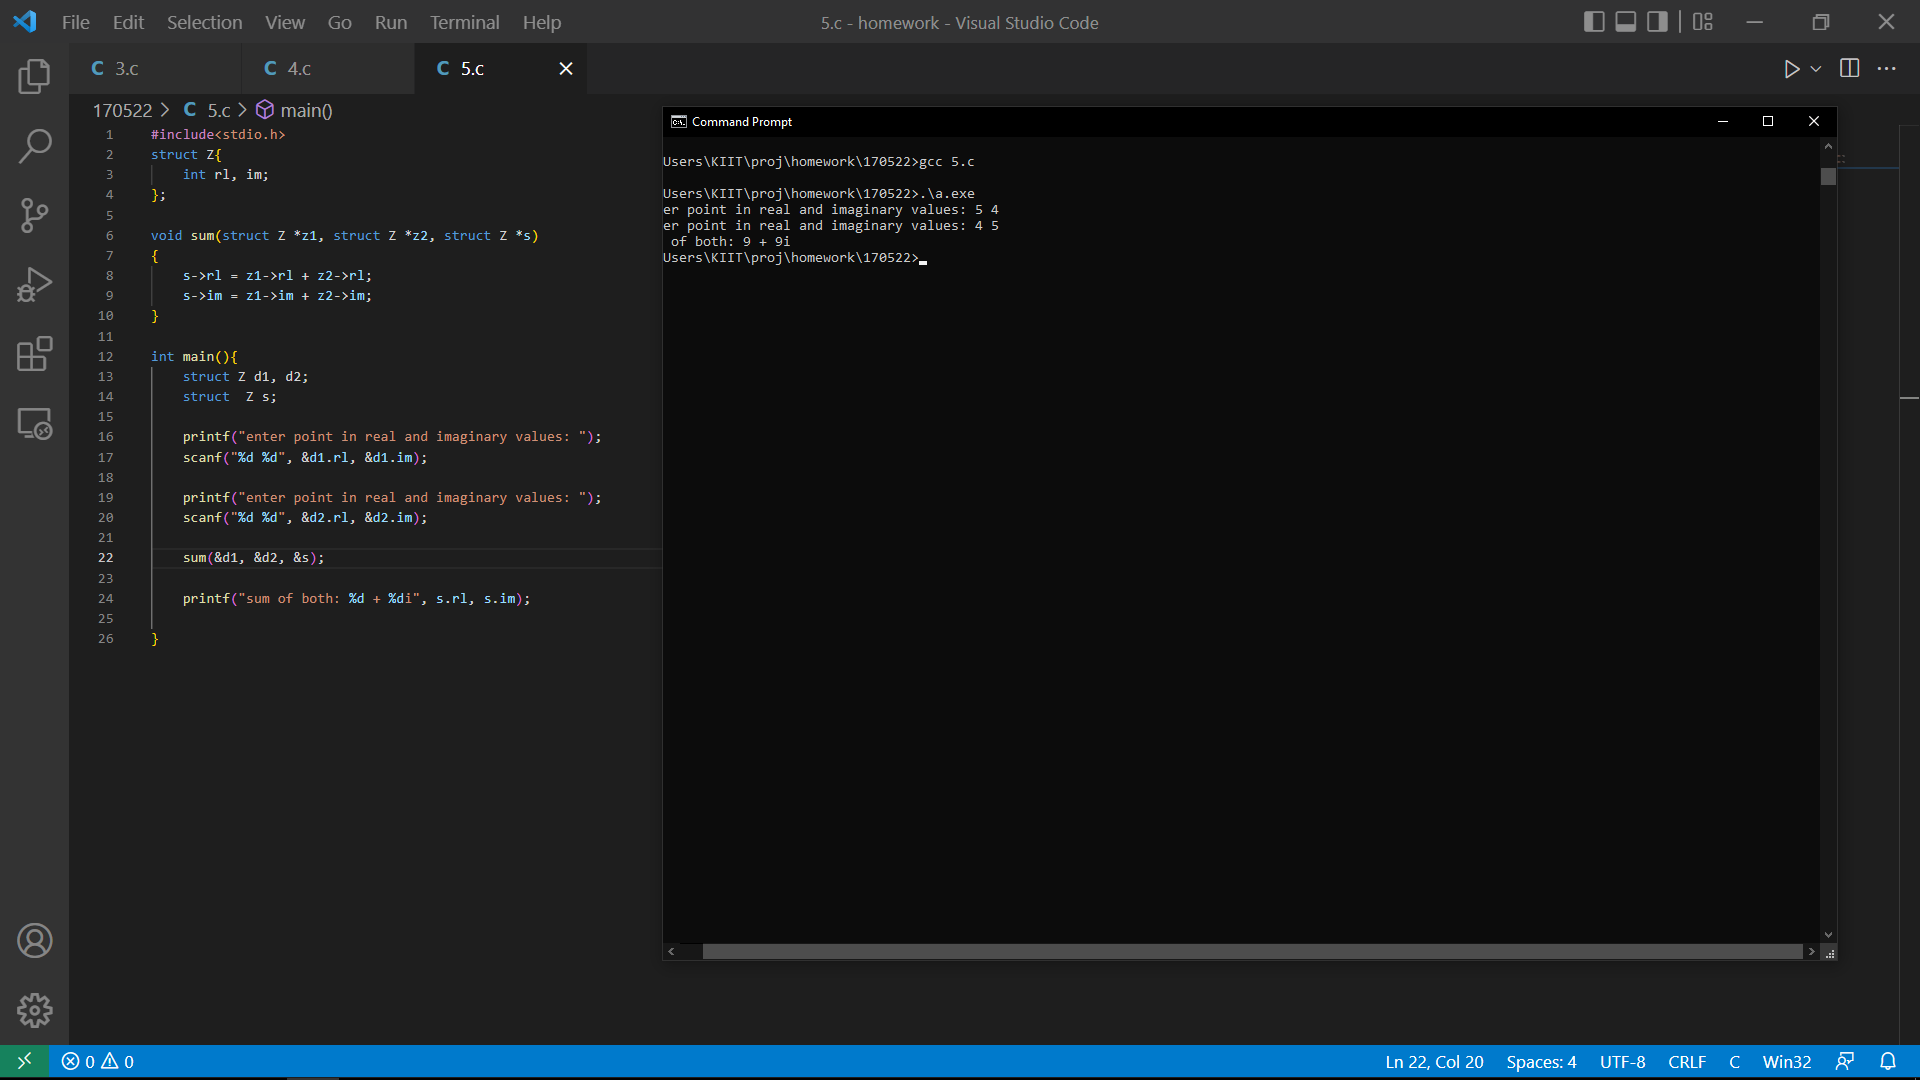 File Edit Selection View Go Run Terminal Help
5.c - homework - Visual Studio Code
C 3.c C 4.c C 5.c
170522 > C 5.c > main()
1 #include<stdio.h>
2 struct Z{
3 int rl, im;
4 };
5
6 void sum(struct Z *z1, struct Z *z2, struct Z *s)
7 {
8 s->rl = z1->rl + z2->rl;
9 s->im = z1->im + z2->im;
10 }
11
12 int main(){
13 struct Z d1, d2;
14 struct  Z s;
15
16 printf("enter point in real and imaginary values: ");
17 scanf("%d %d", &d1.rl, &d1.im);
18
19 printf("enter point in real and imaginary values: ");
20 scanf("%d %d", &d2.rl, &d2.im);
21
22 sum(&d1, &d2, &s);
23
24 printf("sum of both: %d + %di", s.rl, s.im);
25
26 }
Command Prompt
Users\KIIT\proj\homework\170522>gcc 5.c
Users\KIIT\proj\homework\170522>.\a.exe
er point in real and imaginary values: 5 4
er point in real and imaginary values: 4 5
of both: 9 + 9i
Users\KIIT\proj\homework\170522>
0 0
Ln 22, Col 20 Spaces: 4 UTF-8 CRLF C Win32